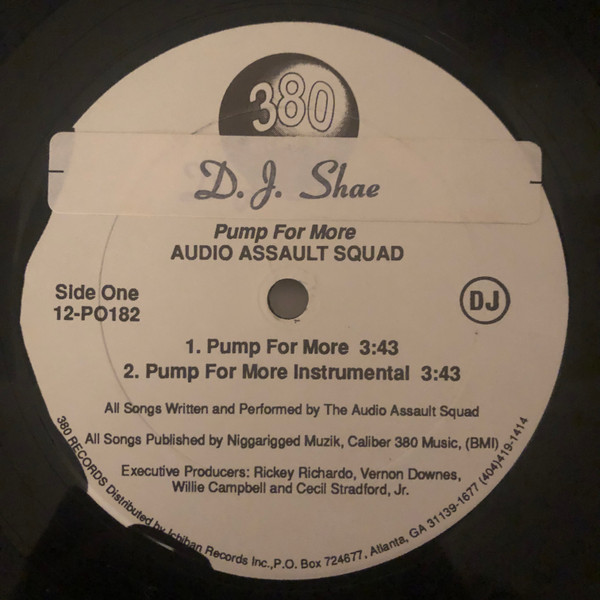 380
D.J. Shae
Pump For More
AUDIO ASSAULT SQUAD
Side One
12-PO182
DJ
1. Pump For More 3:43
2. Pump For More Instrumental 3:43
All Songs Written and Performed by The Audio Assault Squad
All Songs Published by Niggarigged Muzik, Caliber 380 Music, (BMI)
Executive Producers: Rickey Richardo, Vernon Downes,
Willie Campbell and Cecil Stradford, Jr.
380 RECORDS Distributed by Ichiban Records Inc., P.O. Box 724677, Atlanta, GA 31139-1677 (404)419-1414